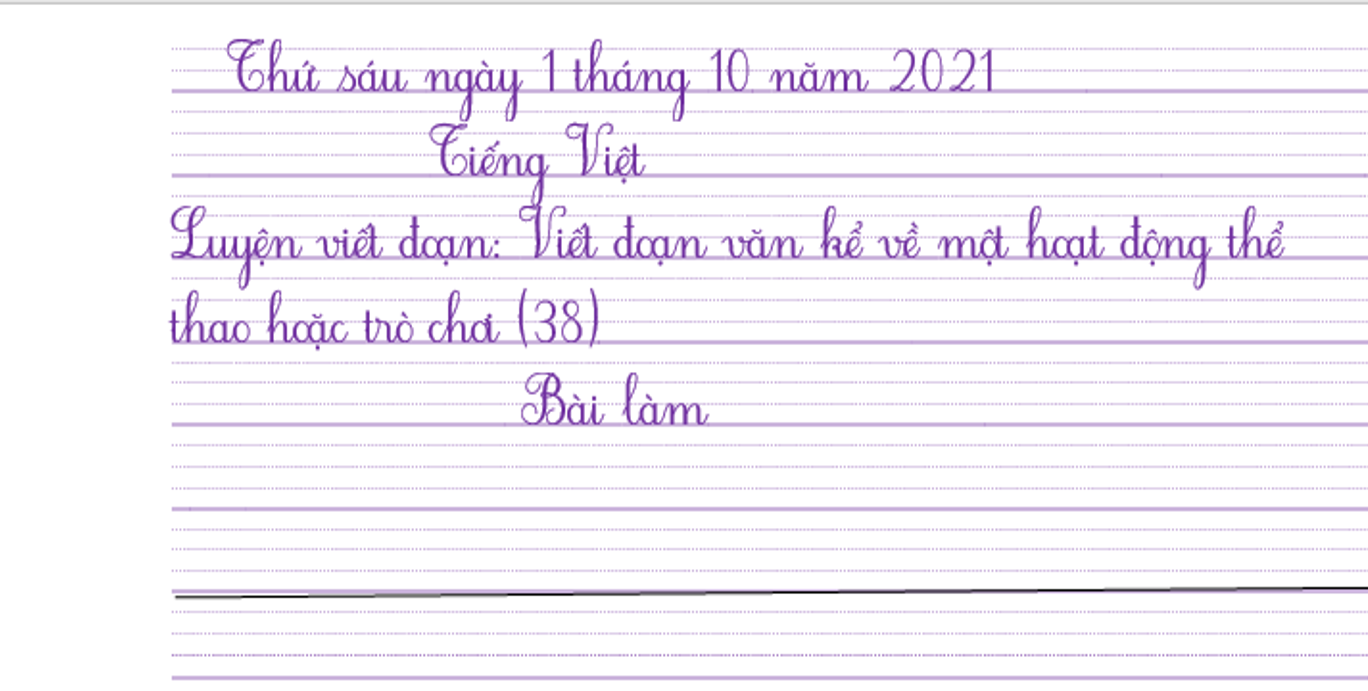 Thứ sáu ngày 1 tháng 10 năm 2021
Tiếng Việt
Luyện viết đoạn: Viết đoạn văn kể về một hoạt động thể
thao hoặc trò chơi (38)
Bài làm